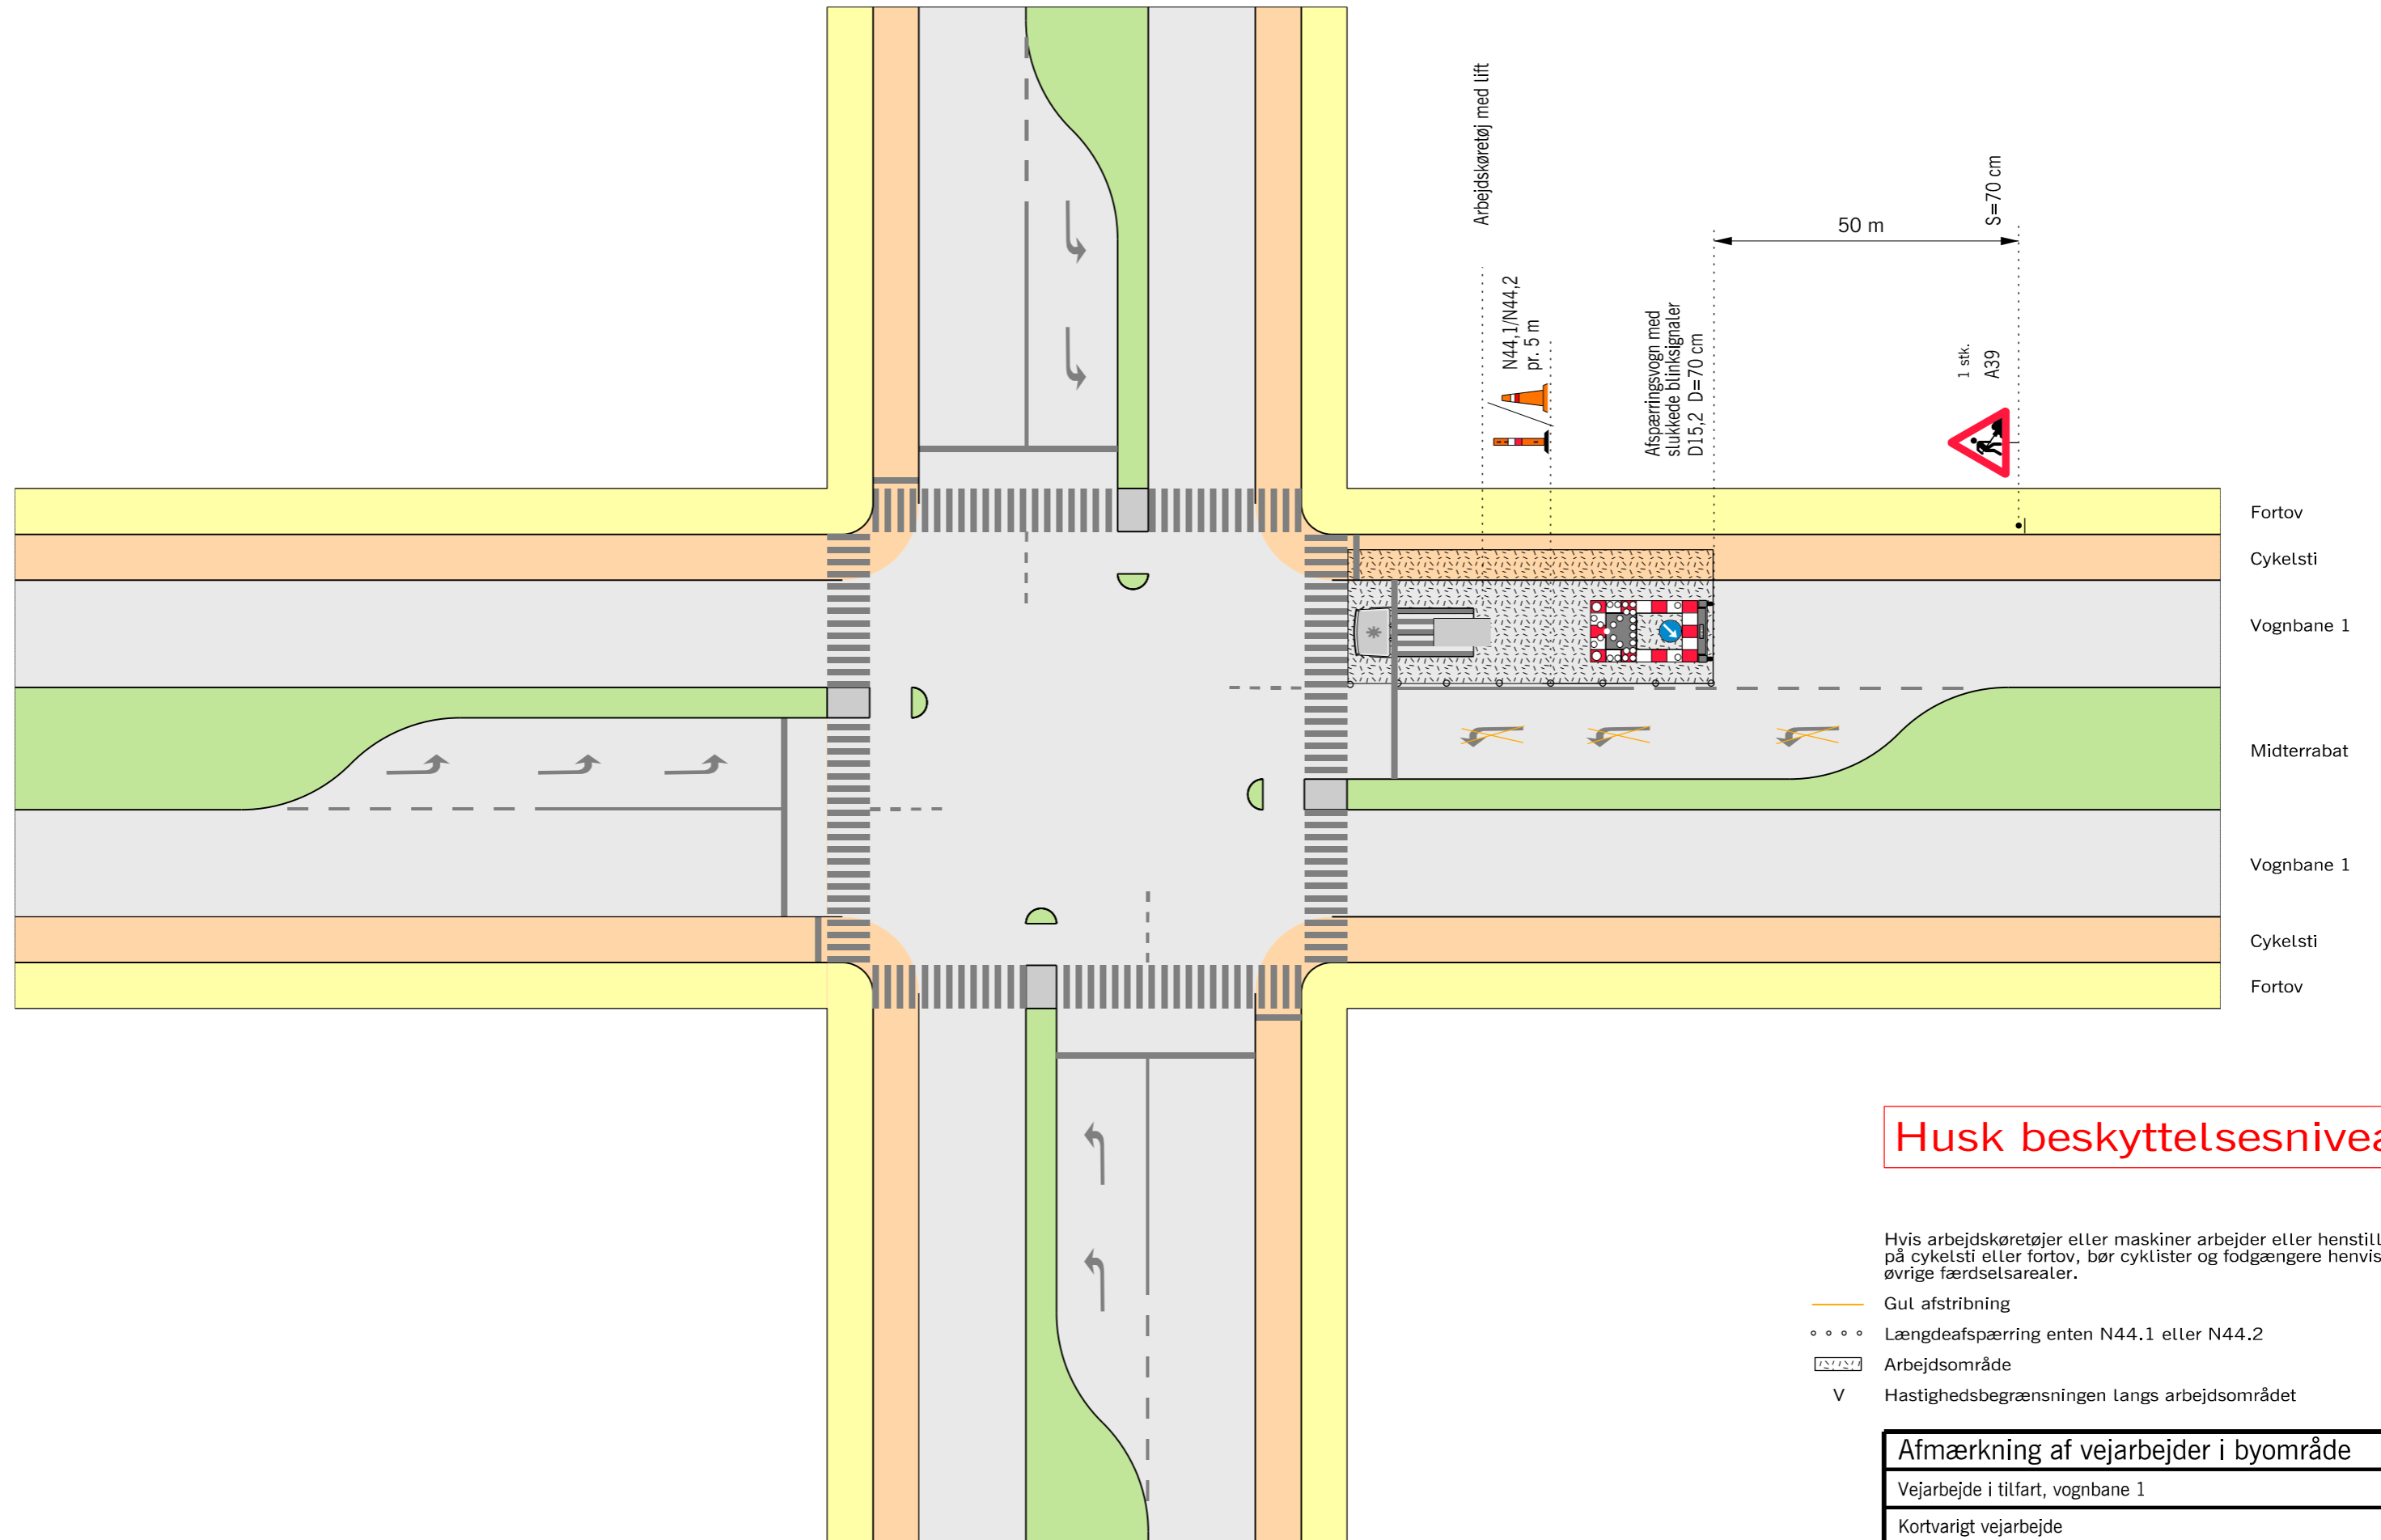 Arbejdskøretøj med lift
N44,1/N44,2
pr. 5 m
Afspærringsvogn med
slukkede blinksignaler
D15,2 D=70 cm
50 m
S=70 cm
1 stk.
A39
Fortov
Cykelsti
Vognbane 1
Midterrabat
Vognbane 1
Cykelsti
Fortov
Husk beskyttelsesnivea
Hvis arbejdskøretøjer eller maskiner arbejder eller henstill
på cykelsti eller fortov, bør cyklister og fodgængere henvis
øvrige færdselsarealer.
Gul afstribning
Længdeafspærring enten N44.1 eller N44.2
Arbejdsområde
V Hastighedsbegrænsningen langs arbejdsområdet
Afmærkning af vejarbejder i byområde
Vejarbejde i tilfart, vognbane 1
Kortvarigt vejarbejde